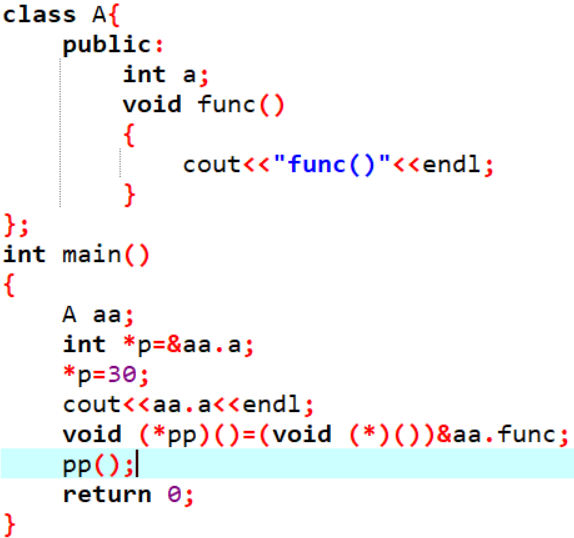 class A{
    public:
        int a;
        void func()
        {
            cout<<"func()"<<endl;
        }
};
int main()
{
    A aa;
    int *p=&aa.a;
    *p=30;
    cout<<aa.a<<endl;
    void (*pp)()=(void (*)())&aa.func;
    pp();
    return 0;
}